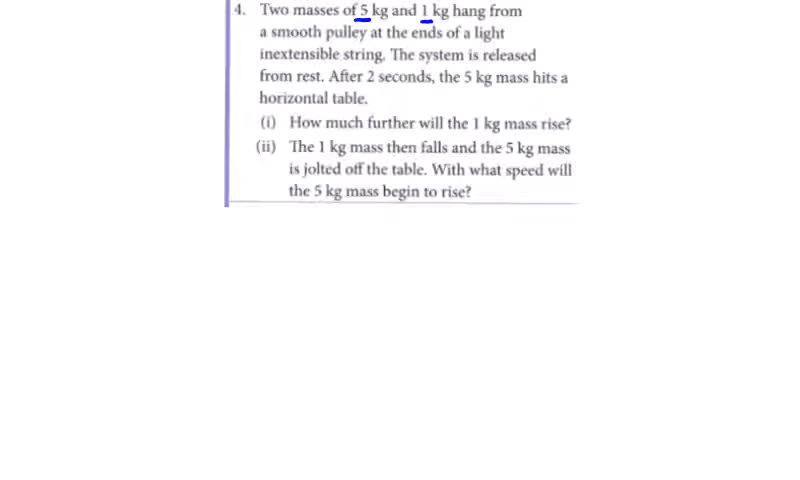 4. Two masses of 5 kg and 1 kg hang from
a smooth pulley at the ends of a light
inextensible string. The system is released
from rest. After 2 seconds, the 5 kg mass hits a
horizontal table.
(i) How much further will the 1 kg mass rise?
(ii) The 1 kg mass then falls and the 5 kg mass
is jolted off the table. With what speed will
the 5 kg mass begin to rise?